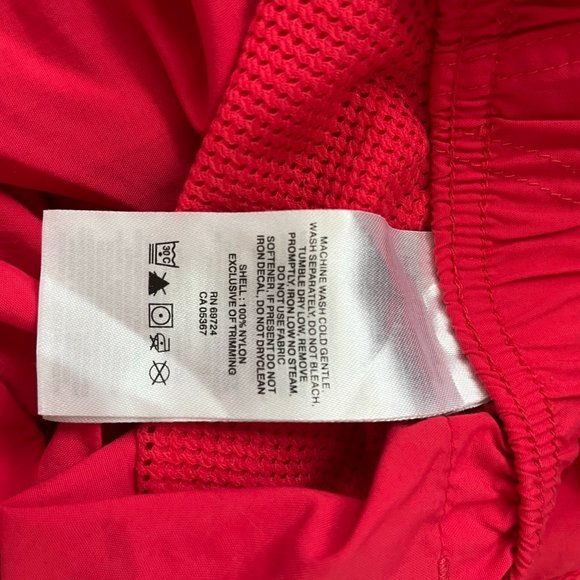 MACHINE WASH COLD GENTLE.
WASH SEPARATELY. DO NOT BLEACH.
TUMBLE DRY LOW. REMOVE
PROMPTLY. IRON LOW NO STEAM.
DO NOT USE FABRIC
SOFTENER. IF PRESENT DO NOT
IRON DECAL. DO NOT DRYCLEAN
SHELL: 100% NYLON
EXCLUSIVE OF TRIMMING
RN 69724
CA 05367
30C